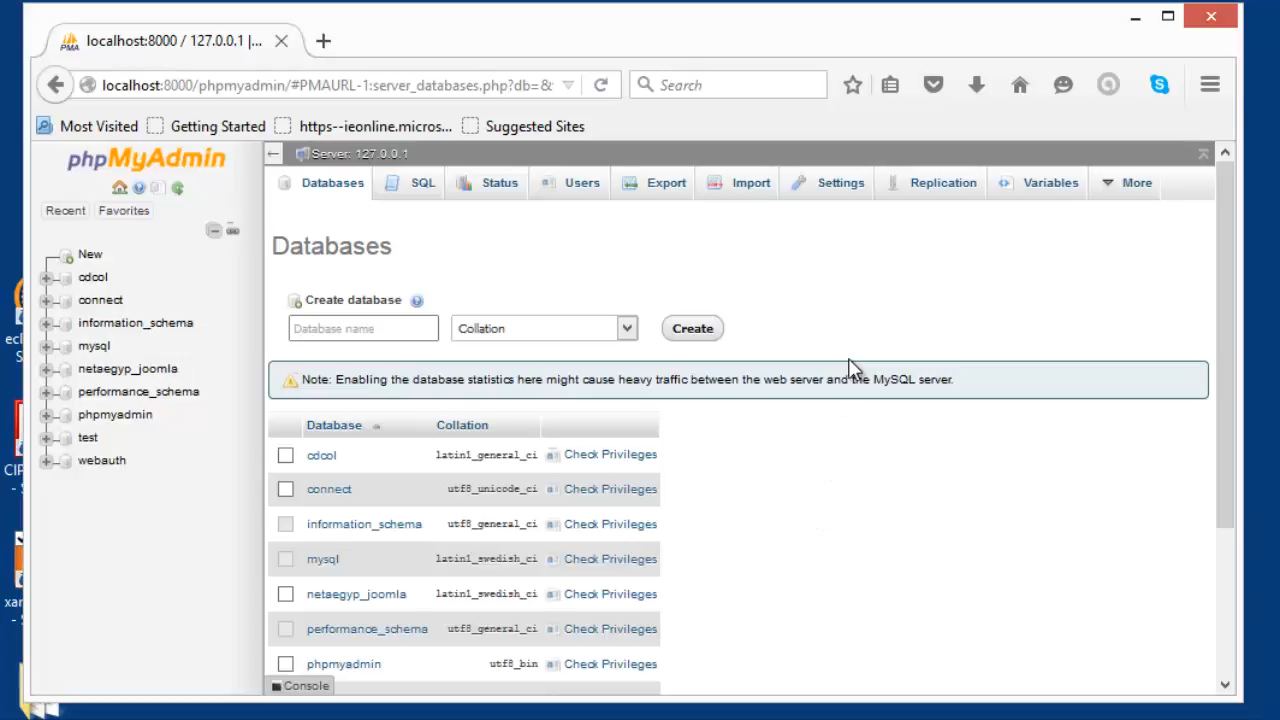 localhost:8000 / 127.0.0.1 |...
localhost:8000/phpmyadmin/#PMAURL-1:server_databases.php?db=&
Search
Most Visited
Getting Started
https--ieonline.micros...
Suggested Sites
phpMyAdmin
Recent
Favorites
New
cdcol
connect
information_schema
mysql
netaegyp_joomla
performance_schema
phpmyadmin
test
webauth
Server: 127.0.0.1
Databases
SQL
Status
Users
Export
Import
Settings
Replication
Variables
More
Databases
Create database
Database name
Collation
Create
Note: Enabling the database statistics here might cause heavy traffic between the web server and the MySQL server.
Database Collation
cdcol latin1_general_ci Check Privileges
connect utf8_unicode_ci Check Privileges
information_schema utf8_general_ci Check Privileges
mysql latin1_swedish_ci Check Privileges
netaegyp_joomla latin1_swedish_ci Check Privileges
performance_schema utf8_general_ci Check Privileges
phpmyadmin utf8_bin Check Privileges
Console